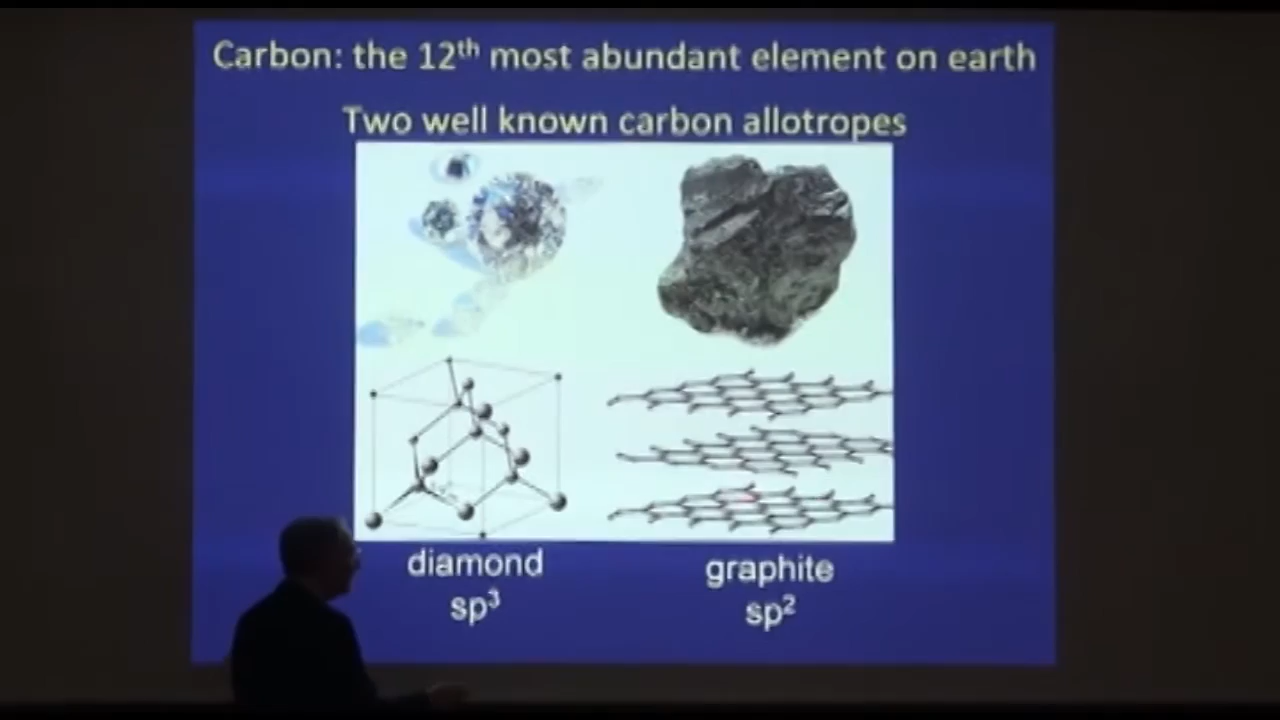 Carbon: the 12th most abundant element on earth
Two well known carbon allotropes
diamond
sp³
graphite
sp²